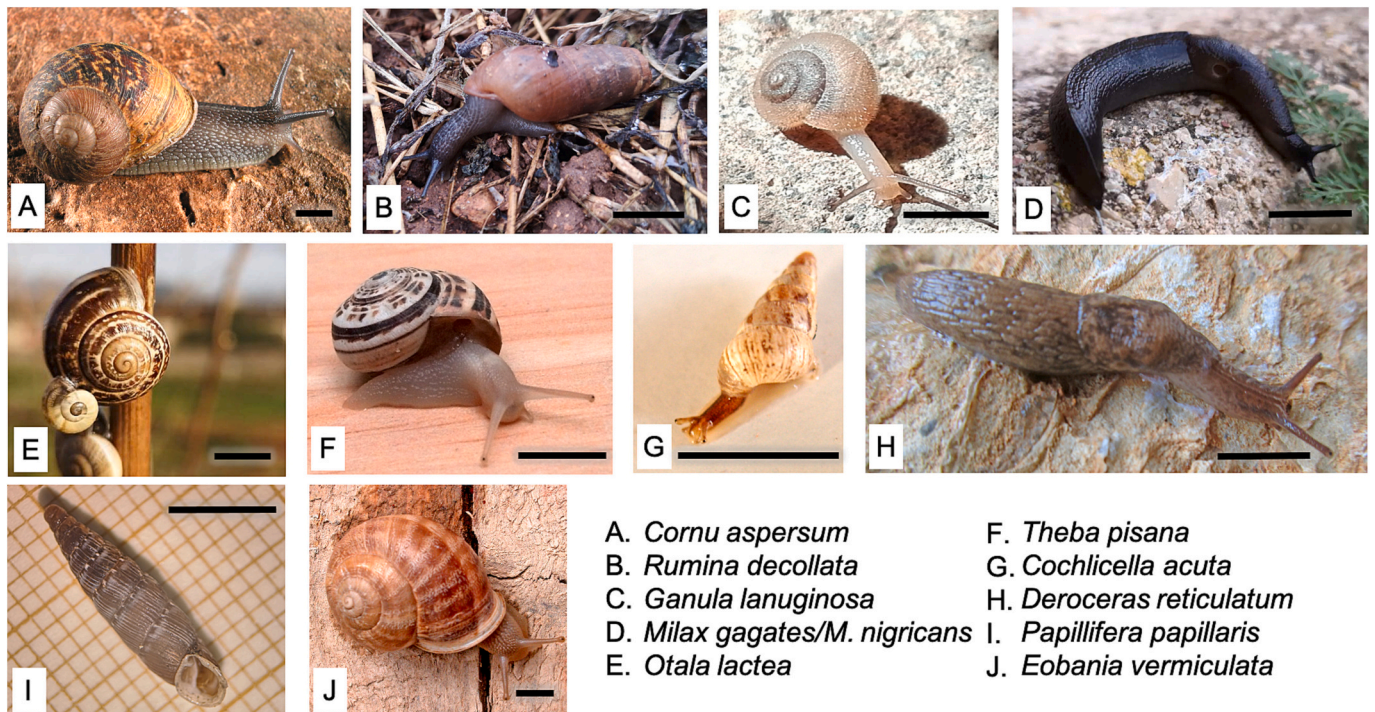 A
B
C
D
E
F
G
H
I
J
A. Cornu aspersum
B. Rumina decollata
C. Ganula lanuginosa
D. Milax gagates/M. nigricans
E. Otala lactea
F. Theba pisana
G. Cochlicella acuta
H. Deroceras reticulatum
I. Papillifera papillaris
J. Eobania vermiculata